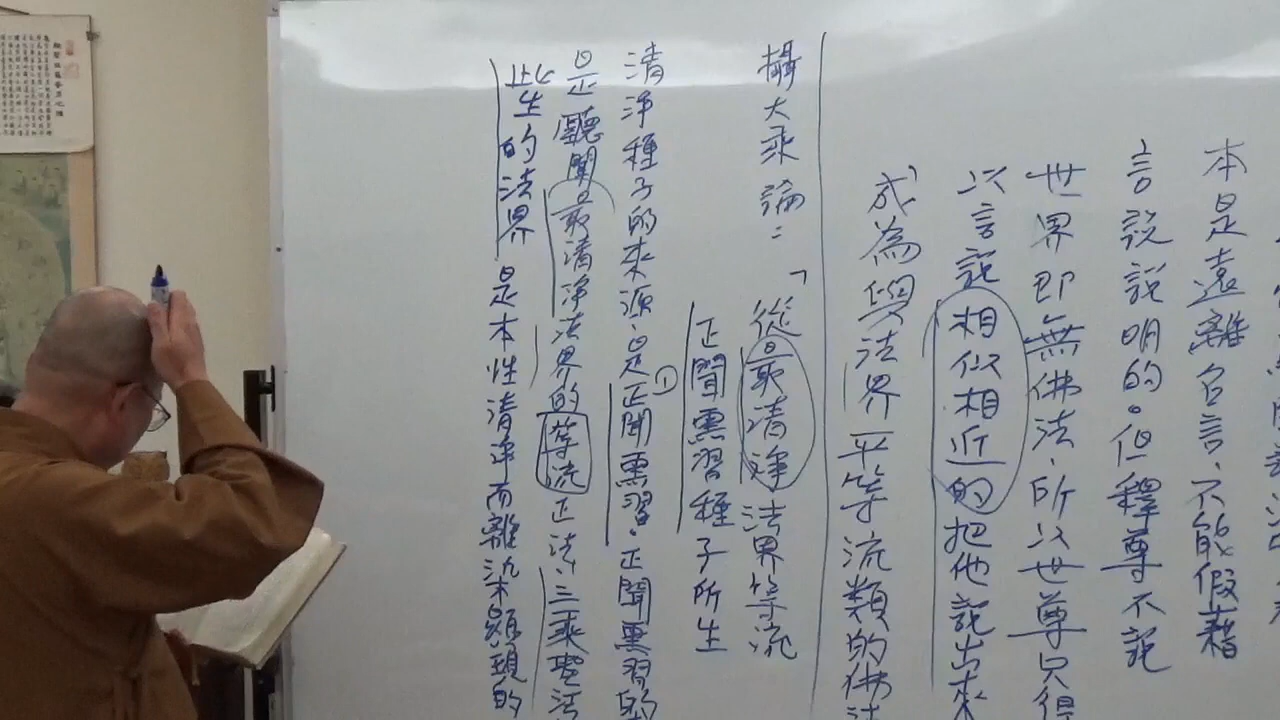 本是遠離名言、不能假藉
言說說明的。但釋尊不說
世界即無佛法、所以世尊只得
以言說相似相近的把他說出來
成為與法界平等流類的佛法
攝大乘論:
「從最清淨法界等流
正聞熏習種子所生
清淨種子的來源、是①正聞熏習。正聞熏習的
是聽聞最清淨法界的等流正法、三乘聖法
此生的法界 是本性清淨而離染顯現的